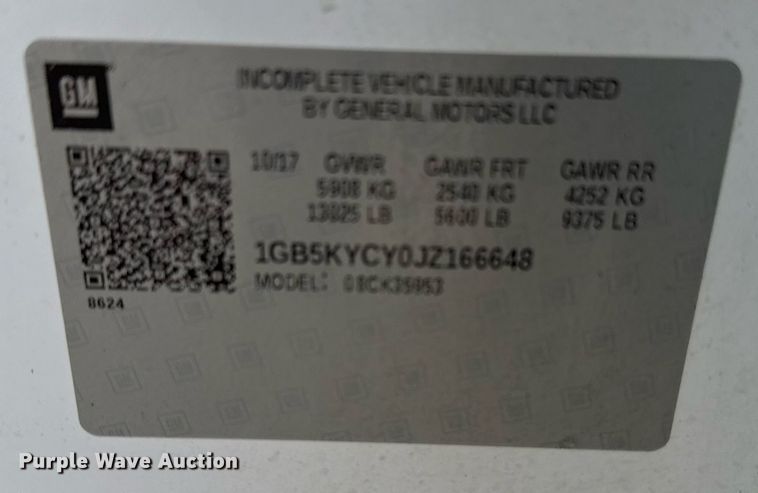 GM
INCOMPLETE VEHICLE MANUFACTURED
BY GENERAL MOTORS LLC
10/17 GVWR GAWR FRT GAWR RR
5908 KG 2540 KG 4252 KG
13025 LB 5600 LB 9375 LB
1GB5KYCY0JZ166648
MODEL:
8624
Purple Wave Auction